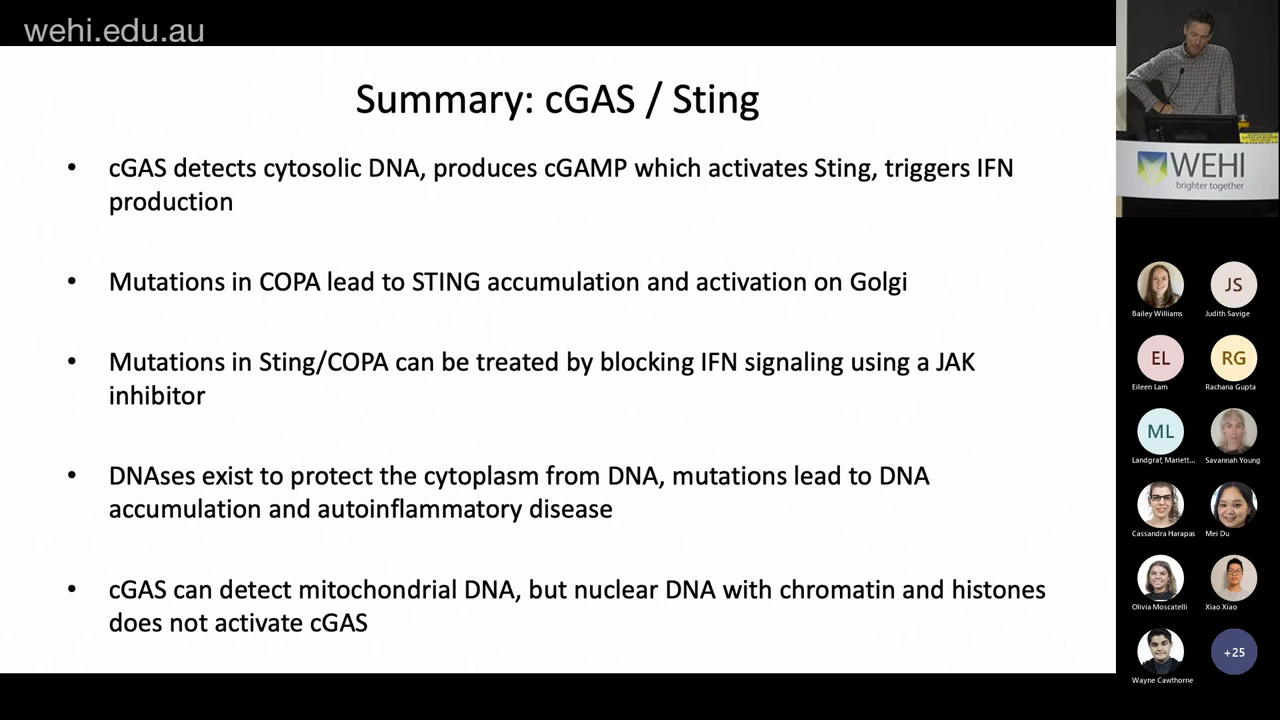 wehi.edu.au
Summary: cGAS / Sting
• cGAS detects cytosolic DNA, produces cGAMP which activates Sting, triggers IFN
production
• Mutations in COPA lead to STING accumulation and activation on Golgi
• Mutations in Sting/COPA can be treated by blocking IFN signaling using a JAK
inhibitor
• DNAses exist to protect the cytoplasm from DNA, mutations lead to DNA
accumulation and autoinflammatory disease
• cGAS can detect mitochondrial DNA, but nuclear DNA with chromatin and histones
does not activate cGAS
WEHI
brighter together
JS
Bailey Williams
Judith Savige
EL
RG
Eileen Lam
Rachana Gupta
ML
Landgraf, Mariett...
Savannah Young
Cassandra Harapas
Mei Du
Olivia Moscatelli
Xiao Xiao
+25
Wayne Cawthorne